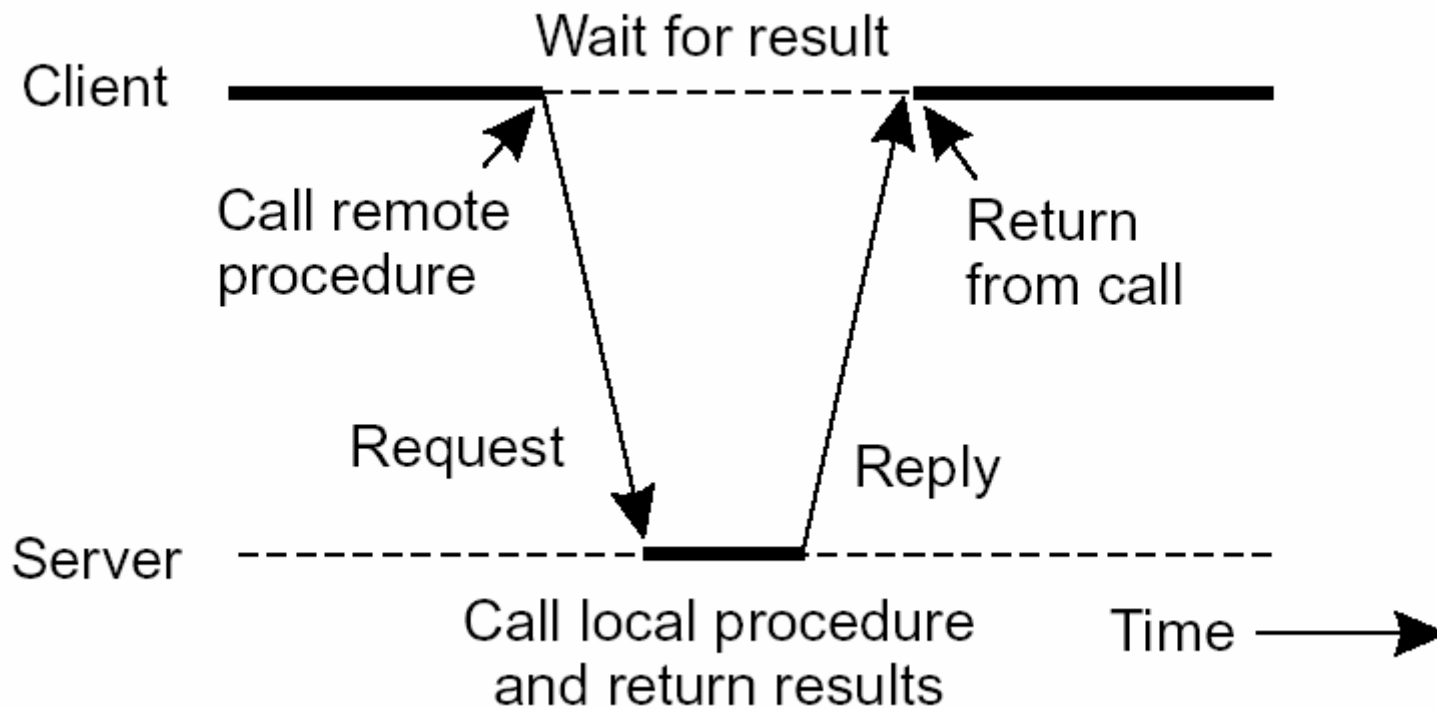 Wait for result
Client
Call remote
procedure
Return
from call
Request
Reply
Server
Call local procedure
and return results
Time